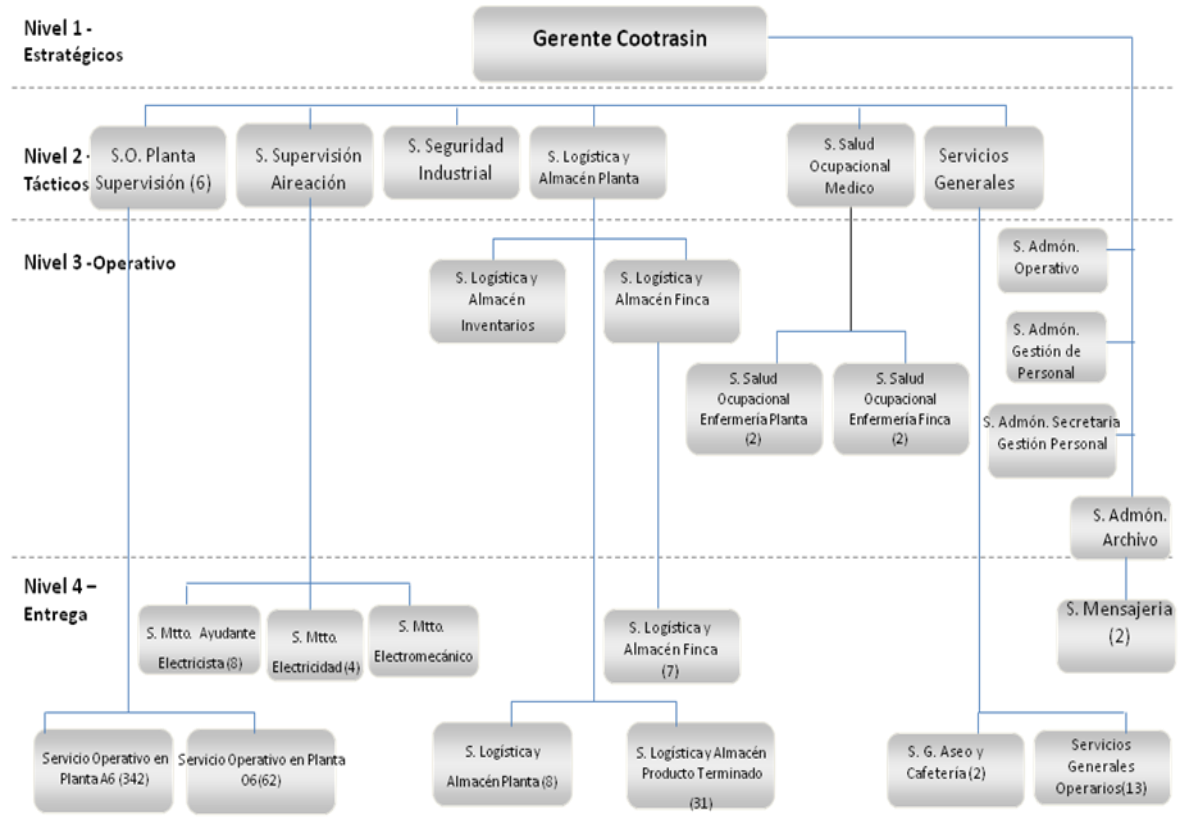 Nivel 1 -
Estratégicos
Gerente Cootrasin
Nivel 2 -
Tácticos
S.O. Planta
Supervisión (6)
S. Supervisión
Aireación
S. Seguridad
Industrial
S. Logística y
Almacén Planta
S. Salud
Ocupacional
Medico
Servicios
Generales
Nivel 3 -Operativo
S. Logística y
Almacén
Inventarios
S. Logística y
Almacén Finca
S. Salud
Ocupacional
Enfermería Planta
(2)
S. Salud
Ocupacional
Enfermería Finca
(2)
S. Admón.
Operativo
S. Admón.
Gestión de
Personal
S. Admón. Secretaria
Gestión Personal
S. Admón.
Archivo
Nivel 4 –
Entrega
S. Mtto. Ayudante
Electricista (8)
S. Mtto.
Electricidad (4)
S. Mtto.
Electromecánico
S. Logística y
Almacén Finca
(7)
S. Mensajeria
(2)
Servicio Operativo en
Planta A6 (342)
Servicio Operativo en Planta
O6(62)
S. Logística y
Almacén Planta (8)
S. Logística y Almacén
Producto Terminado
(31)
S. G. Aseo y
Cafetería (2)
Servicios
Generales
Operarios(13)